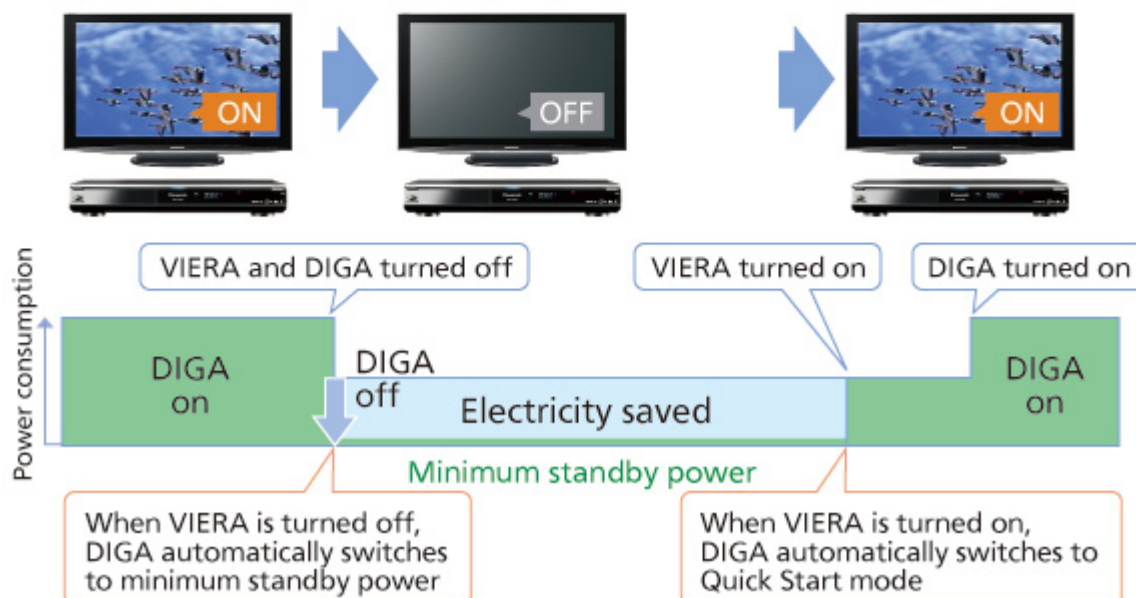 ON
OFF
ON
Power consumption
VIERA and DIGA turned off
VIERA turned on
DIGA turned on
DIGA
on
DIGA
off
Electricity saved
DIGA
on
Minimum standby power
When VIERA is turned off,
DIGA automatically switches
to minimum standby power
When VIERA is turned on,
DIGA automatically switches to
Quick Start mode